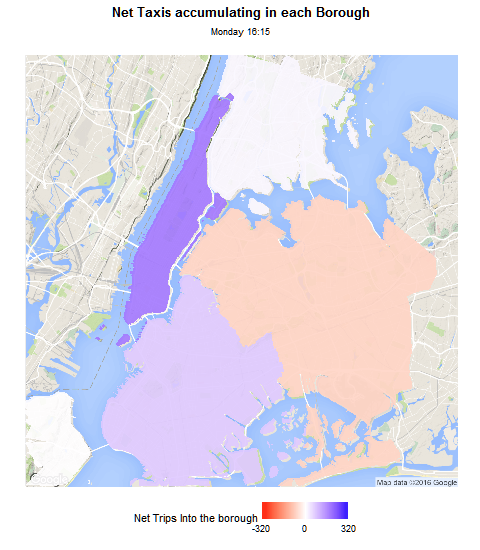 Net Taxis accumulating in each Borough
Monday 16:15
Map data ©2016 Google
Net Trips Into the borough
-320 0 320